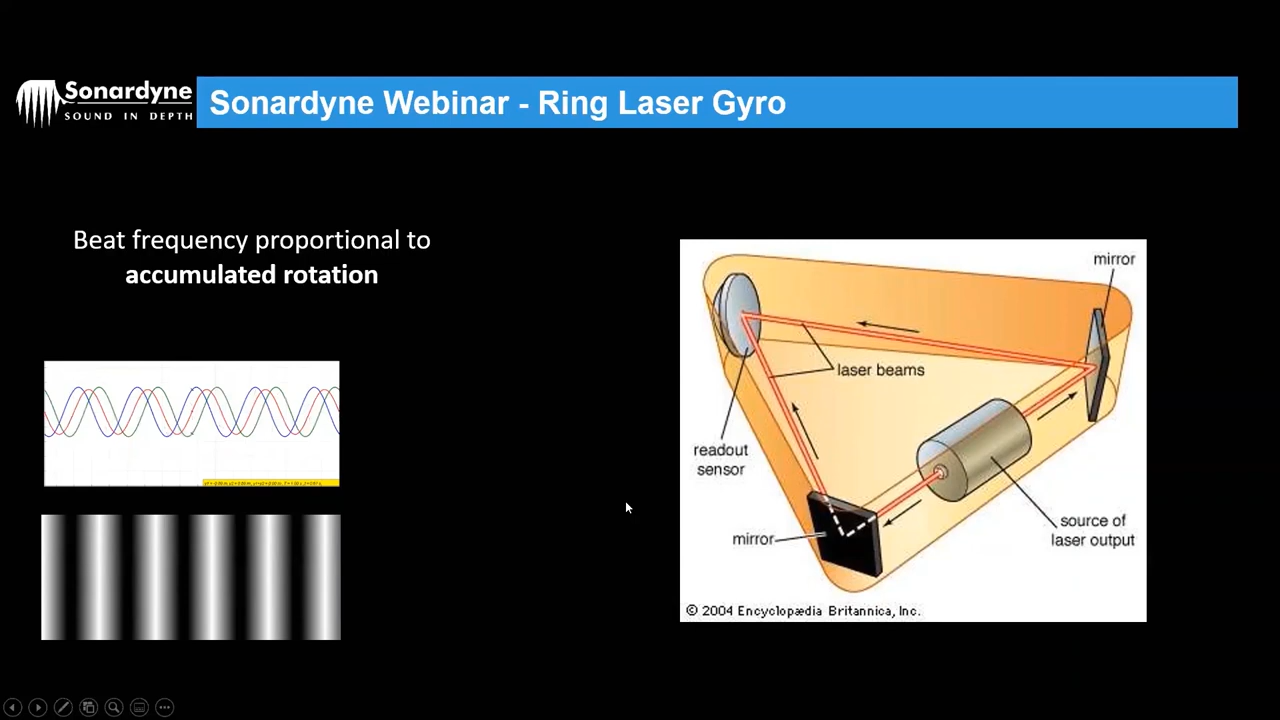 Sonardyne
SOUND IN DEPTH
Sonardyne Webinar - Ring Laser Gyro
Beat frequency proportional to
accumulated rotation
mirror
laser beams
readout
sensor
source of
laser output
mirror
© 2004 Encyclopædia Britannica, Inc.